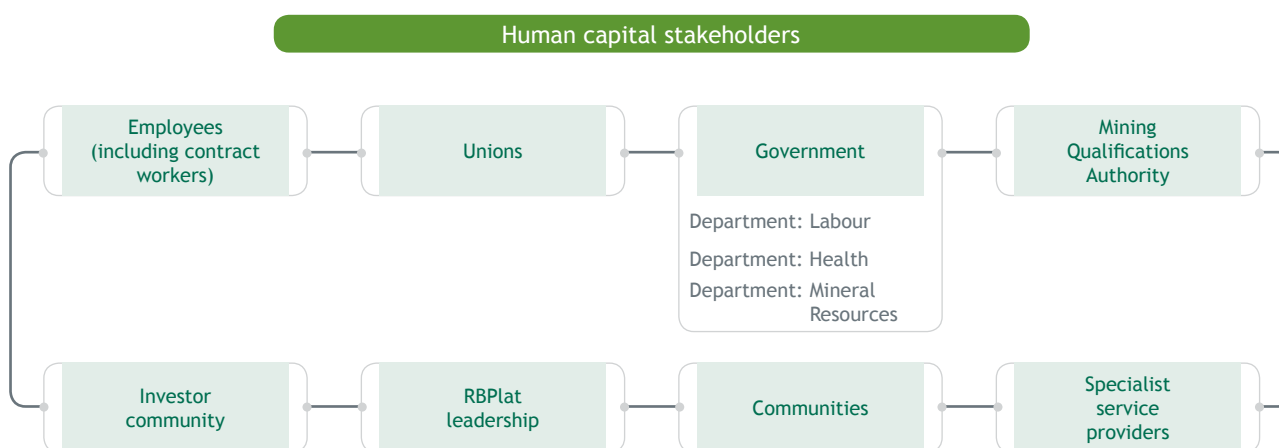 Human capital stakeholders
Employees
(including contract
workers)
Unions
Government
Mining
Qualifications
Authority
Department: Labour
Department: Health
Department: Mineral
Resources
Investor
community
RBPlat
leadership
Communities
Specialist
service
providers